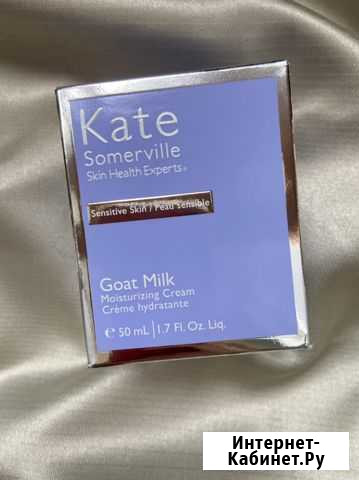 Kate
Somerville
Skin Health Experts®
Sensitive Skin / Peau sensible
Goat Milk
Moisturizing Cream
Crème hydratante
℮ 50 mL | 1.7 Fl. Oz. Liq.
Интернет-
Кабинет.Ру